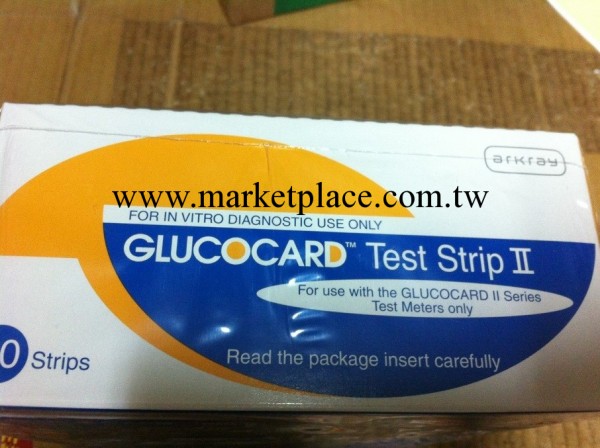 arkray
www.marketplace.com.tw
FOR IN VITRO DIAGNOSTIC USE ONLY
GLUCOCARD™ Test Strip II
For use with the GLUCOCARD II Series
Test Meters only
0 Strips
Read the package insert carefully